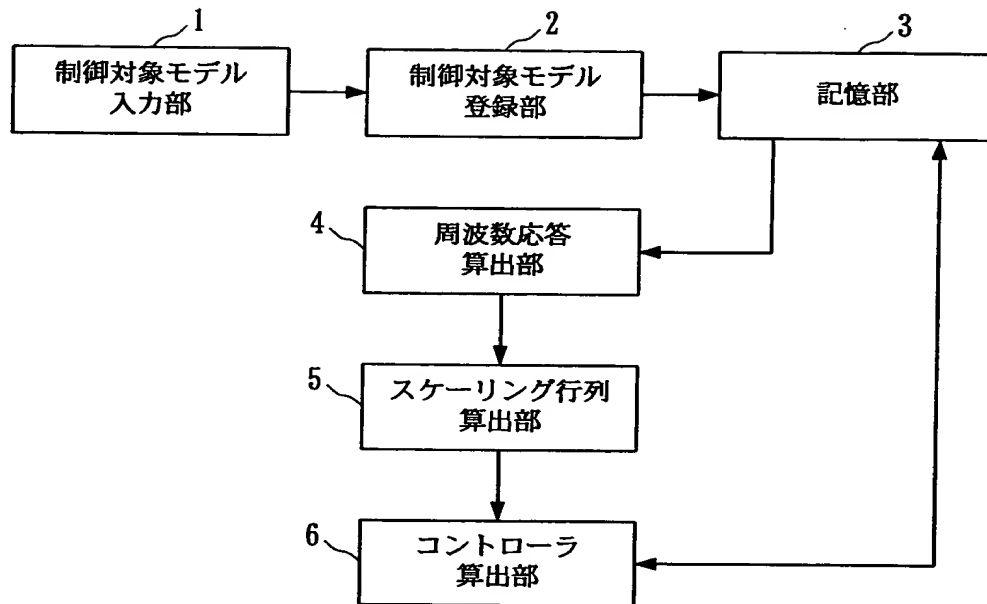 1
制御対象モデル
入力部
2
制御対象モデル
登録部
3
記憶部
4
周波数応答
算出部
5
スケーリング行列
算出部
6
コントローラ
算出部